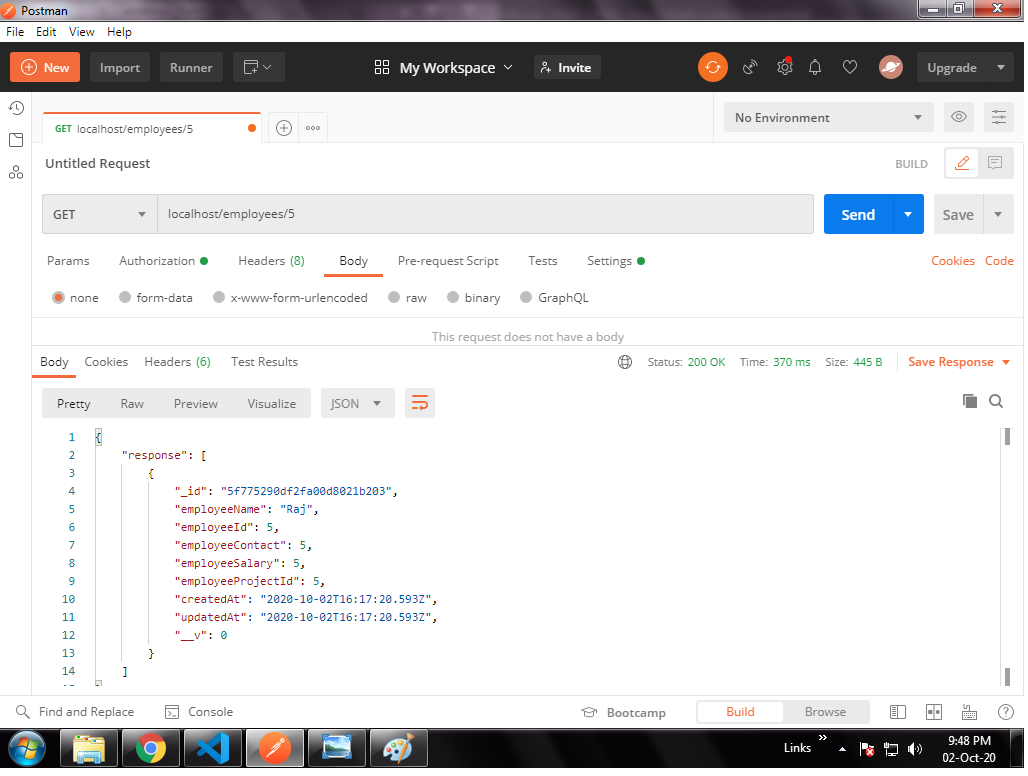 Postman
File Edit View Help
New Import Runner My Workspace Invite Upgrade
GET localhost/employees/5 No Environment
Untitled Request BUILD
GET localhost/employees/5 Send Save
Params Authorization Headers (8) Body Pre-request Script Tests Settings Cookies Code
none form-data x-www-form-urlencoded raw binary GraphQL
This request does not have a body
Body Cookies Headers (6) Test Results Status: 200 OK Time: 370 ms Size: 445 B Save Response
Pretty Raw Preview Visualize JSON
1 {
2 "response": [
3 {
4 "_id": "5f775290df2fa00d8021b203",
5 "employeeName": "Raj",
6 "employeeId": 5,
7 "employeeContact": 5,
8 "employeeSalary": 5,
9 "employeeProjectId": 5,
10 "createdAt": "2020-10-02T16:17:20.593Z",
11 "updatedAt": "2020-10-02T16:17:20.593Z",
12 "__v": 0
13 }
14 ]
Find and Replace Console Bootcamp Build Browse
Links » 9:48 PM
02-Oct-20